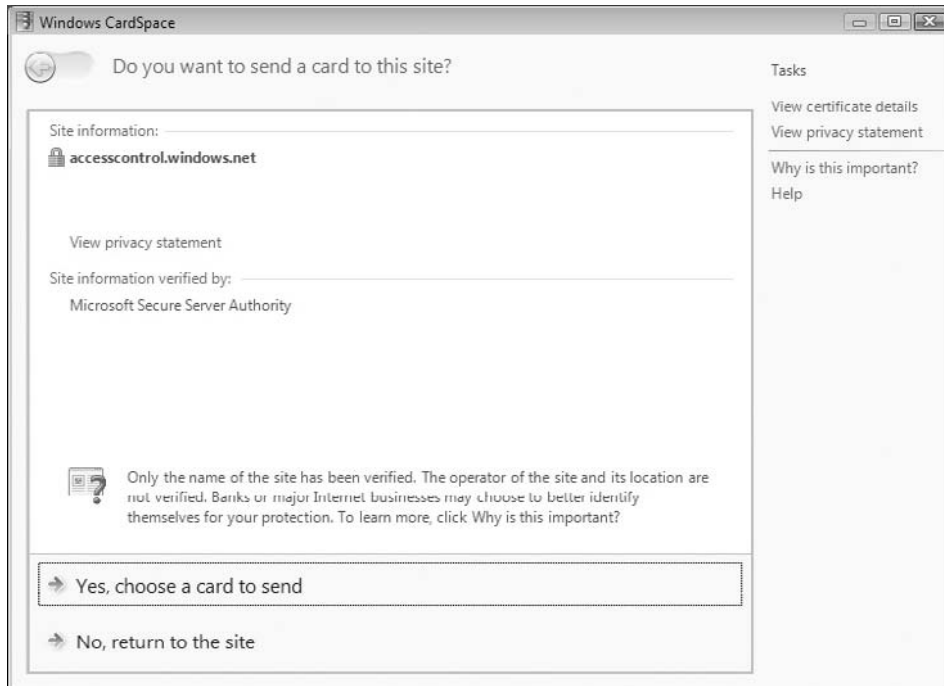 Windows CardSpace
Do you want to send a card to this site?
Site information:
accesscontrol.windows.net
View privacy statement
Site information verified by:
Microsoft Secure Server Authority
Only the name of the site has been verified. The operator of the site and its location are
not verified. Banks or major Internet businesses may choose to better identify
themselves for your protection. To learn more, click Why is this important?
Yes, choose a card to send
No, return to the site
Tasks
View certificate details
View privacy statement
Why is this important?
Help